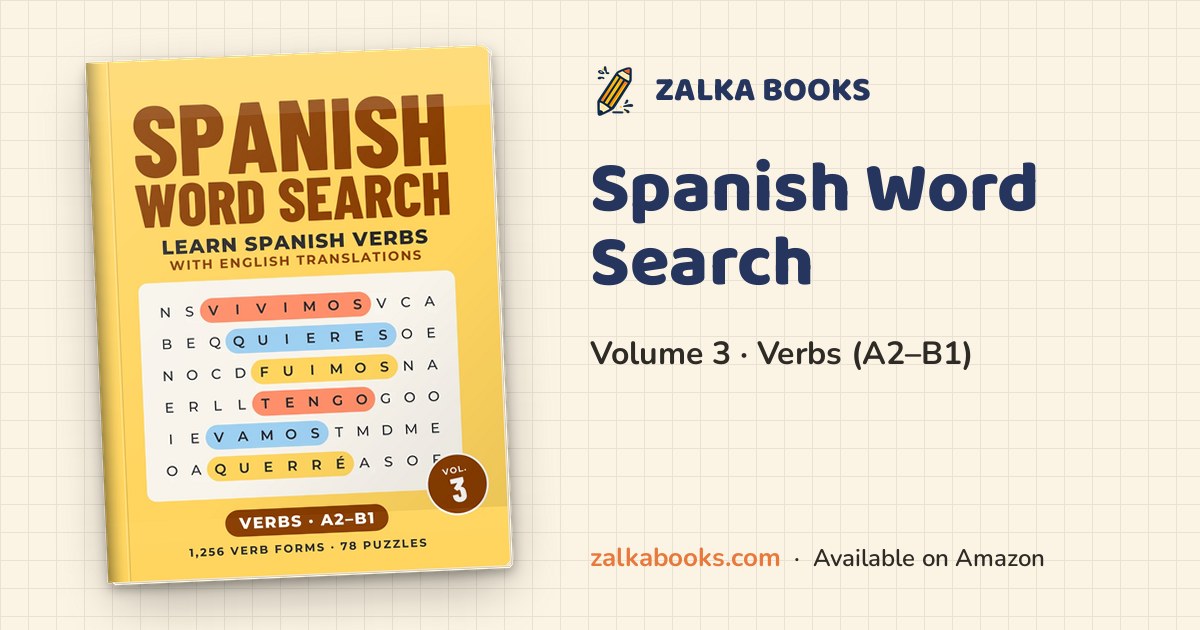 SPANISH
WORD SEARCH
LEARN SPANISH VERBS
WITH ENGLISH TRANSLATIONS
N S V I V I M O S V C A
B E Q Q U I E R E S O E
N O C D F U I M O S N A
E R L L T E N G O G O O
I E V A M O S T M D M E
O A Q U E R R É A S O E
VOL.
3
VERBS · A2–B1
1,256 VERB FORMS · 78 PUZZLES
ZALKA BOOKS
Spanish Word
Search
Volume 3 · Verbs (A2–B1)
zalkabooks.com · Available on Amazon